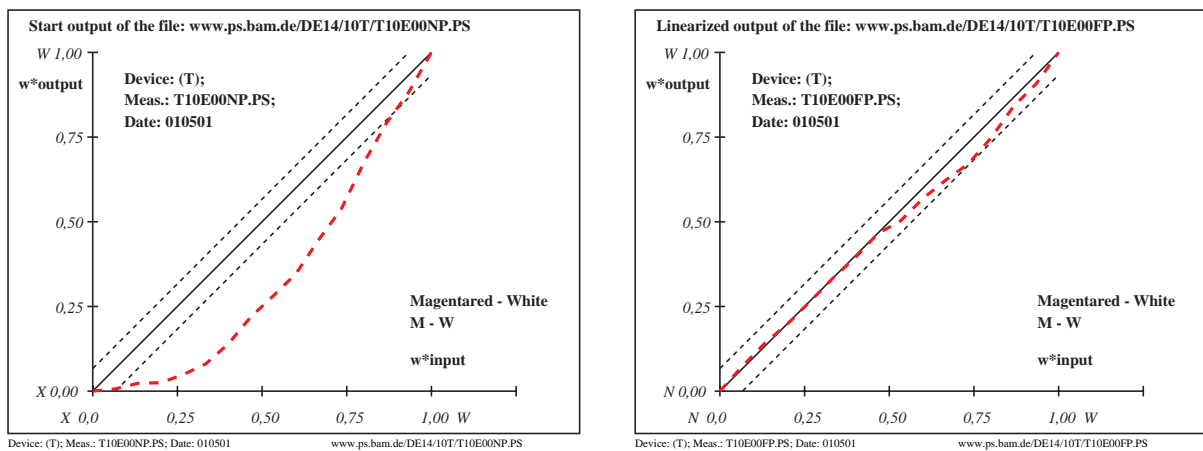 Start output of the file: www.ps.bam.de/DE14/10T/T10E00NP.PS
W 1,00
w*output
Device: (T);
Meas.: T10E00NP.PS;
Date: 010501
0,75
0,50
0,25
Magentared - White
M - W
w*input
X 0,00
X 0,0 0,25 0,50 0,75 1,00 W
Device: (T); Meas.: T10E00NP.PS; Date: 010501 www.ps.bam.de/DE14/10T/T10E00NP.PS
Linearized output of the file: www.ps.bam.de/DE14/10T/T10E00FP.PS
W 1,00
w*output
Device: (T);
Meas.: T10E00FP.PS;
Date: 010501
0,75
0,50
0,25
Magentared - White
M - W
w*input
N 0,00
N 0,0 0,25 0,50 0,75 1,00 W
Device: (T); Meas.: T10E00FP.PS; Date: 010501 www.ps.bam.de/DE14/10T/T10E00FP.PS